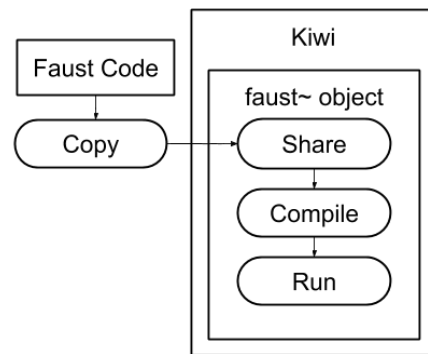 Kiwi
Faust Code
faust~ object
Copy
Share
Compile
Run